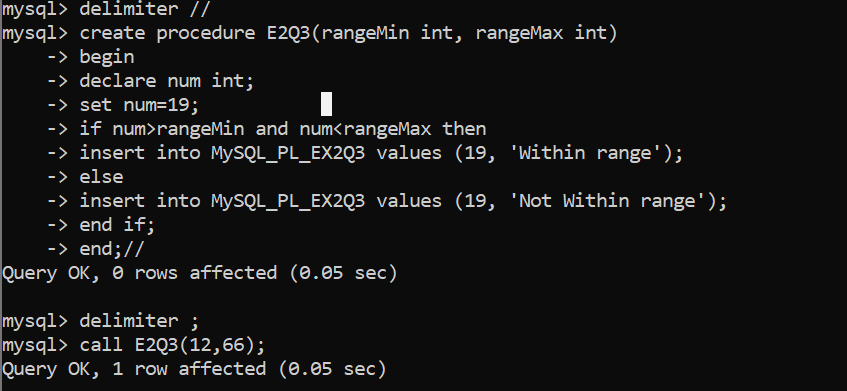 mysql> delimiter //
mysql> create procedure E2Q3(rangeMin int, rangeMax int)
    -> begin
    -> declare num int;
    -> set num=19;
    -> if num>rangeMin and num<rangeMax then
    -> insert into MySQL_PL_EX2Q3 values (19, 'Within range');
    -> else
    -> insert into MySQL_PL_EX2Q3 values (19, 'Not Within range');
    -> end if;
    -> end;//
Query OK, 0 rows affected (0.05 sec)

mysql> delimiter ;
mysql> call E2Q3(12,66);
Query OK, 1 row affected (0.05 sec)